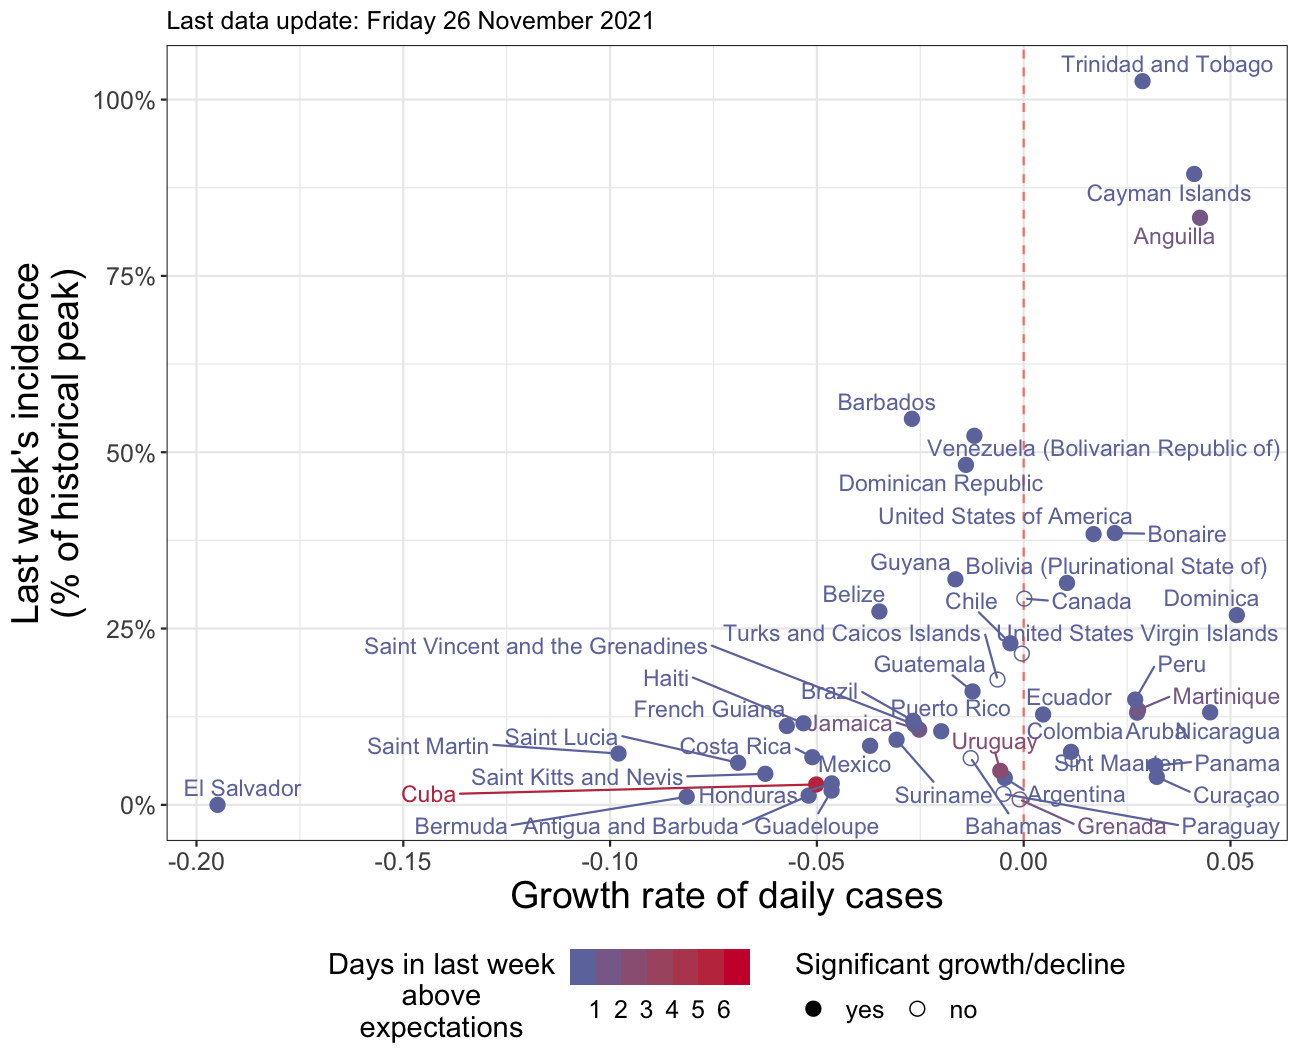 Last data update: Friday 26 November 2021
Trinidad and Tobago
100%
Cayman Islands
Anguilla
75%
Last week's incidence
(% of historical peak)
Barbados
50%
Venezuela (Bolivarian Republic of)
Dominican Republic
United States of America
Bonaire
Guyana
Bolivia (Plurinational State of)
Belize
Chile
Canada
Dominica
25%
Turks and Caicos Islands
United States Virgin Islands
Saint Vincent and the Grenadines
Guatemala
Peru
Haiti
Brazil
Ecuador
Martinique
French Guiana
Puerto Rico
Jamaica
Colombia
Aruba
Nicaragua
Saint Lucia
Uruguay
Saint Martin
Costa Rica
Mexico
Sint Maarten
Panama
Saint Kitts and Nevis
El Salvador
Cuba
Honduras
Suriname
Argentina
Curaçao
0%
Bermuda
Antigua and Barbuda
Guadeloupe
Bahamas
Grenada
Paraguay
-0.20
-0.15
-0.10
-0.05
0.00
0.05
Growth rate of daily cases
Days in last week
above
expectations
1 2 3 4 5 6
Significant growth/decline
yes
no